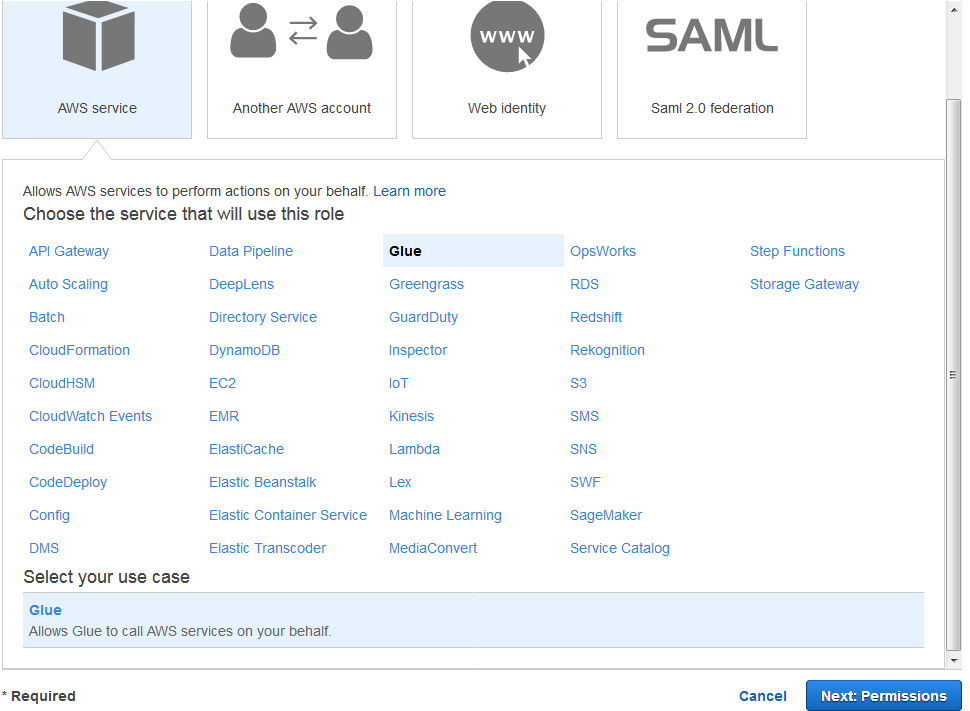 www
SAML
AWS service
Another AWS account
Web identity
Saml 2.0 federation
Allows AWS services to perform actions on your behalf. Learn more
Choose the service that will use this role
API Gateway Data Pipeline Glue OpsWorks Step Functions
Auto Scaling DeepLens Greengrass RDS Storage Gateway
Batch Directory Service GuardDuty Redshift
CloudFormation DynamoDB Inspector Rekognition
CloudHSM EC2 IoT S3
CloudWatch Events EMR Kinesis SMS
CodeBuild ElastiCache Lambda SNS
CodeDeploy Elastic Beanstalk Lex SWF
Config Elastic Container Service Machine Learning SageMaker
DMS Elastic Transcoder MediaConvert Service Catalog
Select your use case
Glue
Allows Glue to call AWS services on your behalf.
* Required Cancel Next: Permissions